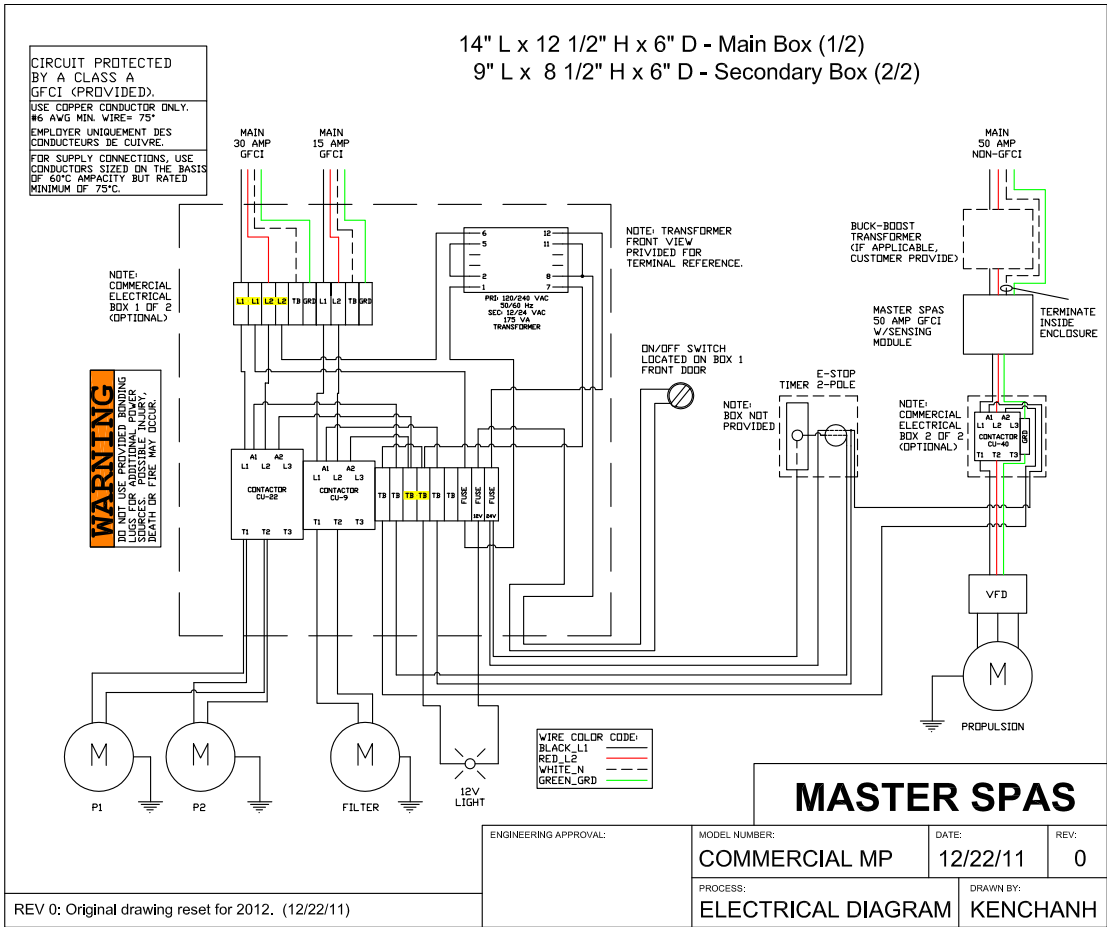 14" L x 12 1/2" H x 6" D - Main Box (1/2)
9" L x 8 1/2" H x 6" D - Secondary Box (2/2)
CIRCUIT PROTECTED
BY A CLASS A
GFCI (PROVIDED).
USE COPPER CONDUCTOR ONLY.
#6 AWG MIN. WIRE= 75°
EMPLOYER UNIQUEMENT DES
CONDUCTEURS DE CUIVRE.
FOR SUPPLY CONNECTIONS, USE
CONDUCTORS SIZED ON THE BASIS
OF 60°C AMPACITY BUT RATED
MINIMUM OF 75°C.
MAIN
30 AMP
GFCI
MAIN
15 AMP
GFCI
MAIN
50 AMP
NON-GFCI
NOTE:
COMMERCIAL
ELECTRICAL
BOX 1 OF 2
(OPTIONAL)
L1 L1 L2 L2 TB GRD L1 L2 TB GRD
6 12
5 11
2 8
1 7
PRI: 120/240 VAC
50/60 Hz
SEC: 12/24 VAC
175 VA
TRANSFORMER
NOTE: TRANSFORMER
FRONT VIEW
PRIVIDED FOR
TERMINAL REFERENCE.
BUCK-BOOST
TRANSFORMER
(IF APPLICABLE,
CUSTOMER PROVIDE)
MASTER SPAS
50 AMP GFCI
W/SENSING
MODULE
TERMINATE
INSIDE
ENCLOSURE
ON/OFF SWITCH
LOCATED ON BOX 1
FRONT DOOR
NOTE:
BOX NOT
PROVIDED
TIMER
E-STOP
2-POLE
NOTE:
COMMERCIAL
ELECTRICAL
BOX 2 OF 2
(OPTIONAL)
A1 A2
L1 L2 L3
CONTACTOR
CU-40
T1 T2 T3
GRD
WARNING
DO NOT USE PROVIDED BONDING
LUGS FOR ADDITIONAL POWER
SOURCES. POSSIBLE INJURY,
DEATH OR FIRE MAY OCCUR.
A1 A2
L1 L2 L3
CONTACTOR
CU-22
T1 T2 T3
A1 A2
L1 L2 L3
CONTACTOR
CU-9
T1 T2 T3
TB TB TB TB TB TB FUSE FUSE FUSE
12V 24V
VFD
M
PROPULSION
M
P1
M
P2
M
FILTER
12V
LIGHT
WIRE COLOR CODE:
BLACK_L1
RED_L2
WHITE_N
GREEN_GRD
MASTER SPAS
ENGINEERING APPROVAL:
MODEL NUMBER:
COMMERCIAL MP
DATE:
12/22/11
REV:
0
PROCESS:
ELECTRICAL DIAGRAM
DRAWN BY:
KENCHANH
REV 0: Original drawing reset for 2012. (12/22/11)